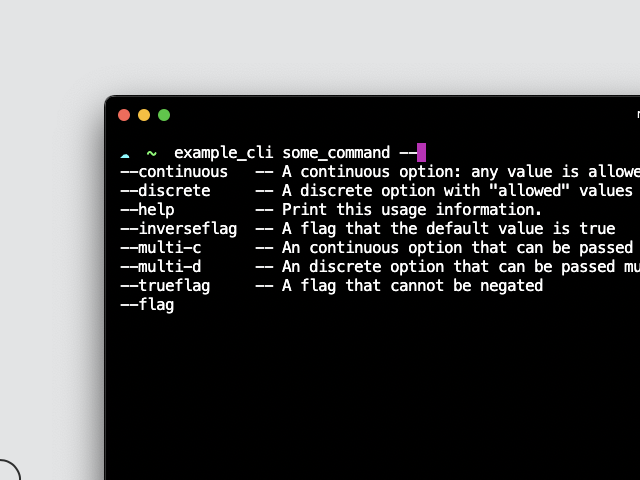 ~ example_cli some_command --
--continuous -- A continuous option: any value is
--discrete -- A discrete option with "allowed" values
--help -- Print this usage information.
--inverseflag -- A flag that the default value is true
--multi-c -- An continuous option that can be passed
--multi-d -- An discrete option that can be passed
--trueflag -- A flag that cannot be negated
--flag